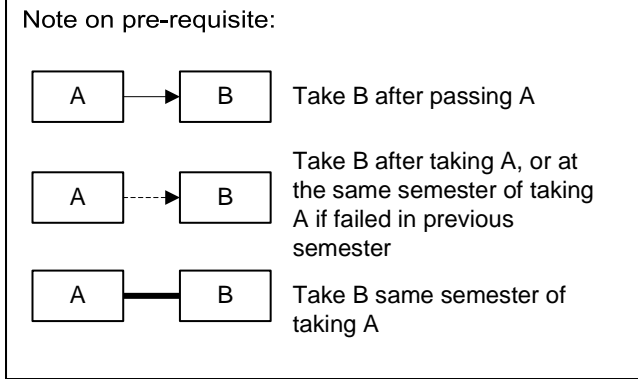 Note on pre-requisite:
A B Take B after passing A
A B Take B after taking A, or at
the same semester of taking
A if failed in previous
semester
A B Take B same semester of
taking A